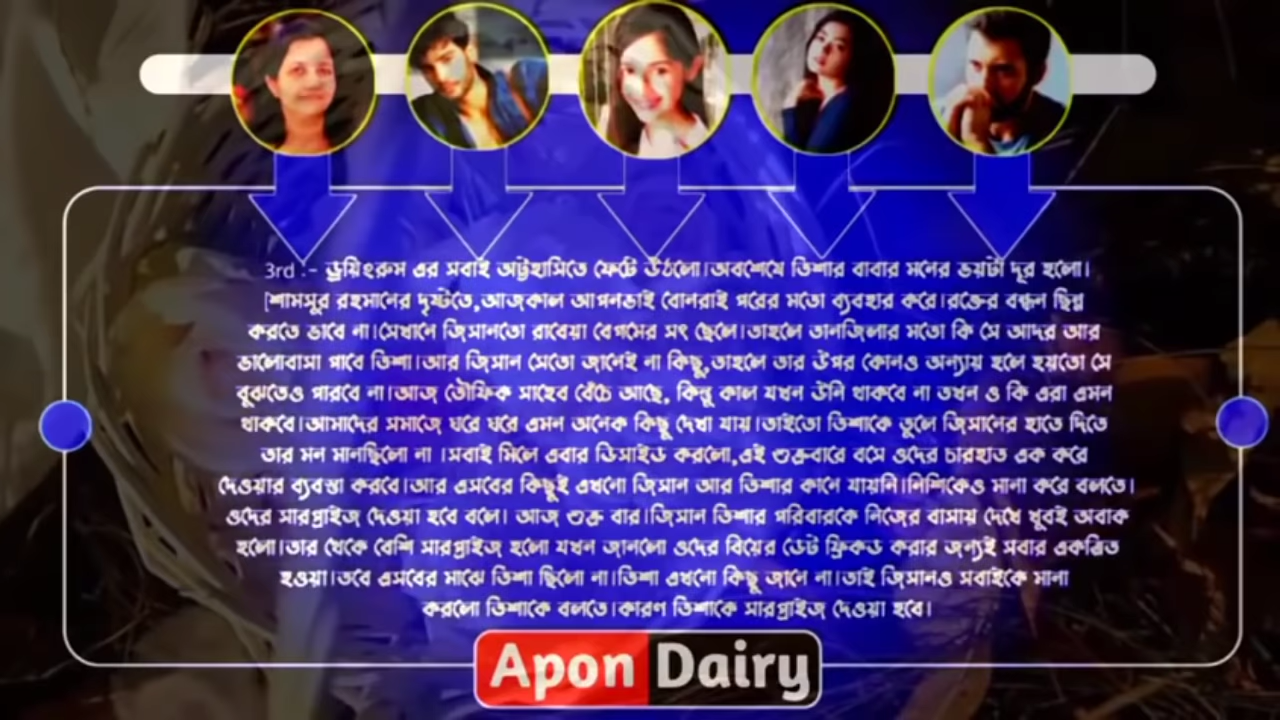 3rd :- ড্রয়িংরুম এর সবাই অট্টহাসিতে ফেটে উঠলো।অবশেষে তিশার বাবার মনের ভয়টা দূর হলো।
[শামসুর রহমানের দৃষ্টতে,আজকাল আপনভাই বোনরাই পরের মতো ব্যবহার করে।রক্তের বন্ধন ছিন্ন
করতে ভাবে না।সেখানে জিসানতো রাবেয়া বেগমের সৎ ছেলে।তাহলে তানজিলার মতো কি সে আদর আর
ভালোবাসা পাবে তিশা।আর জিসান সেতো জানেই না কিছু,তাহলে তার উপর কোনও অন্যায় হলে হয়তো সে
বুঝতেও পারবে না।আজ তৌফিক সাহেব বেঁচে আছে, কিন্তু কাল যখন উনি থাকবে না তখন ও কি এরা এমন
থাকবে।আমাদের সমাজে ঘরে ঘরে এমন অনেক কিছু দেখা যায়।তাইতো তিশাকে তুলে জিসানের হাতে দিতে
তার মন মানছিলো না ।সবাই মিলে এবার ডিসাইড করলো,এই শুক্রবারে বসে ওদের চারহাত এক করে
দেওয়ার ব্যবস্তা করবে।আর এসবের কিছুই এখনো জিসান আর তিশার কানে যায়নি।নিশিকেও মানা করে বলতে।
ওদের সারপ্রাইজ দেওয়া হবে বলে। আজ শুক্র বার।জিসান তিশার পরিবারকে নিজের বাসায় দেখে খুবই অবাক
হলো।তার থেকে বেশি সারপ্রাইজ হলো যখন জানলো ওদের বিয়ের ডেট ফ্রিকড করার জন্যই সবার একত্রিত
হওয়া।তবে এসবের মাঝে তিশা ছিলো না।তিশা এখনো কিছু জানে না।তাই জিসানও সবাইকে মানা
করলো তিশাকে বলতে।কারণ তিশাকে সারপ্রাইজ দেওয়া হবে।
Apon Dairy